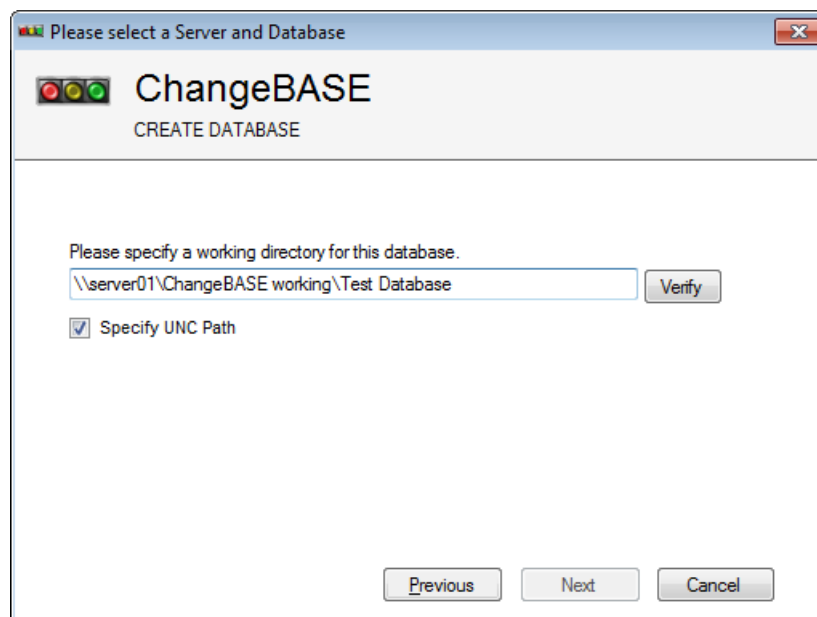 Please select a Server and Database
ChangeBASE
CREATE DATABASE
Please specify a working directory for this database.
\\server01\ChangeBASE working\Test Database
Verify
Specify UNC Path
Previous Next Cancel